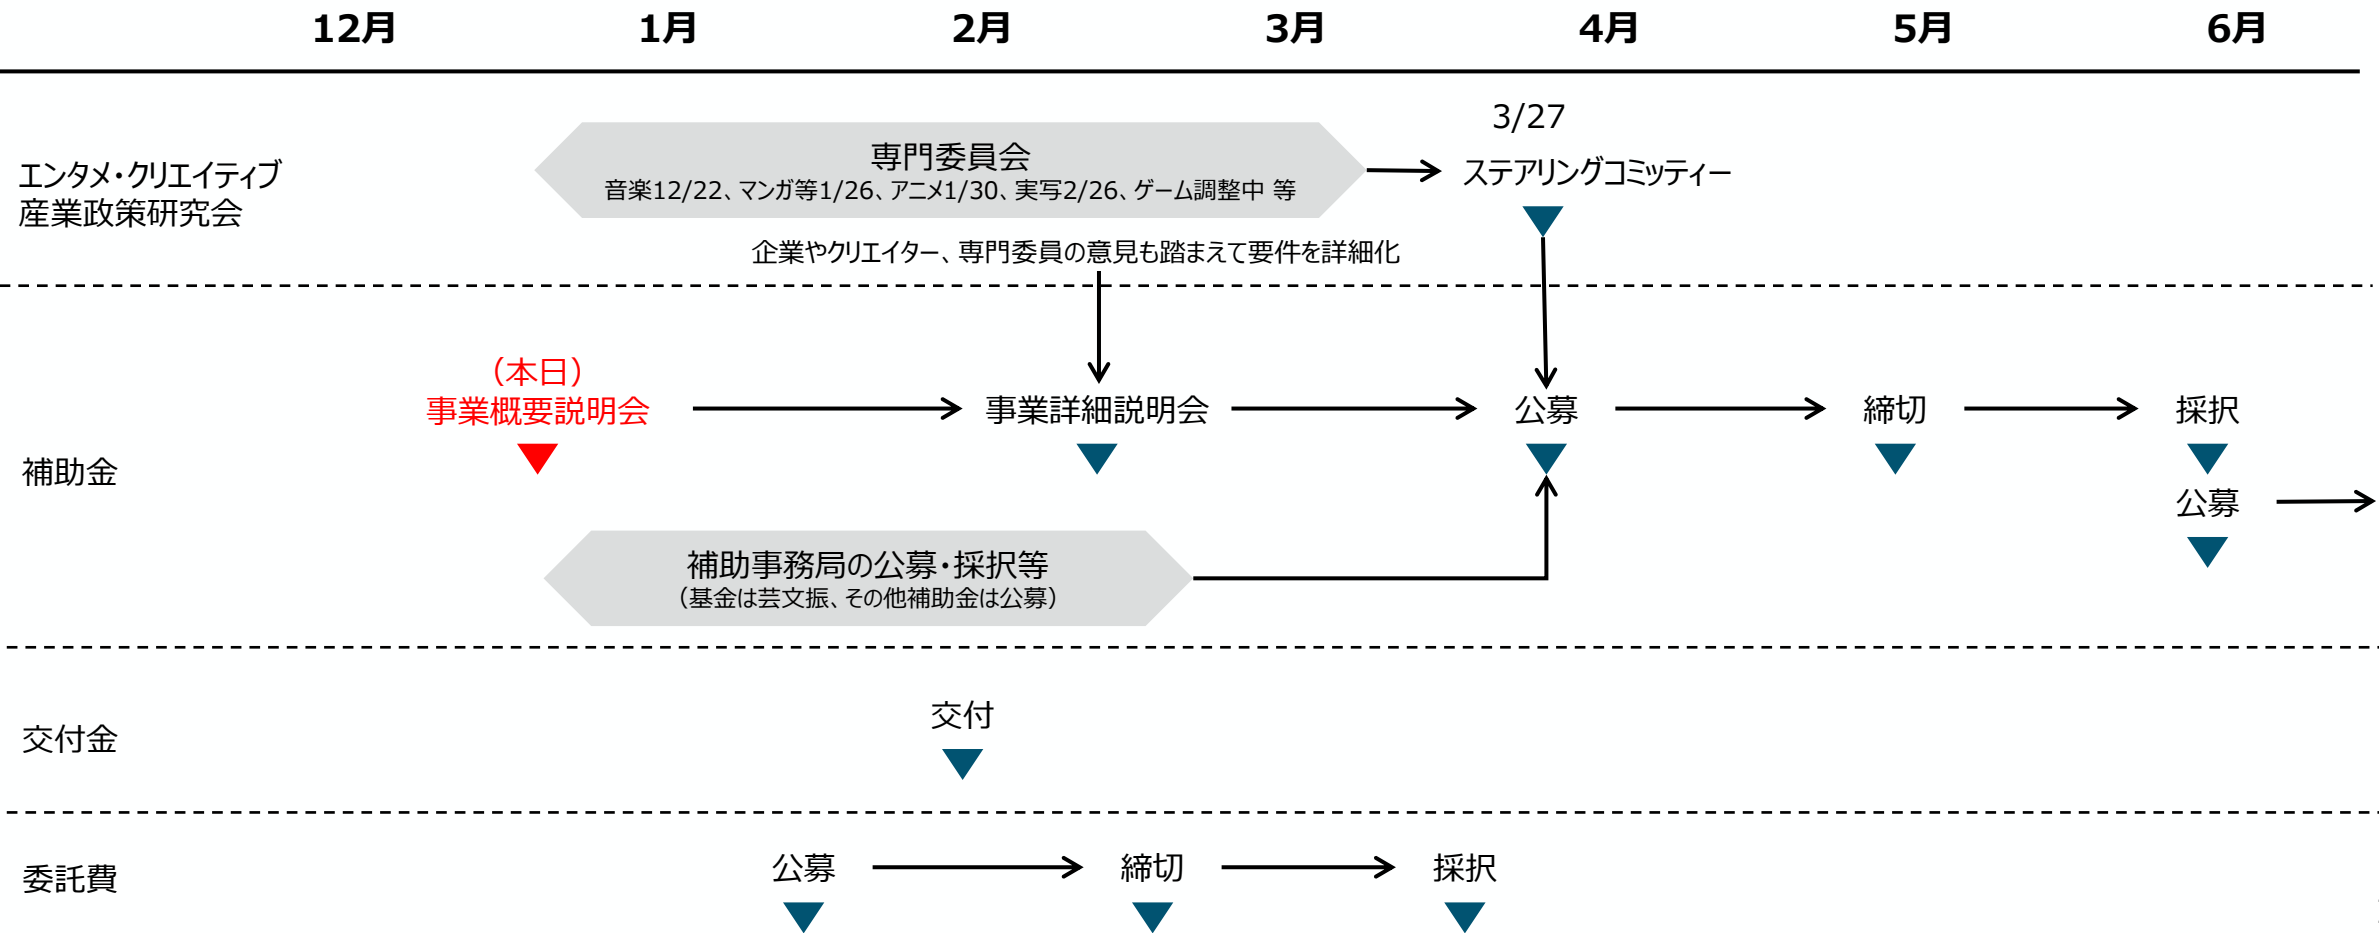 12月 1月 2月 3月 4月 5月 6月
エンタメ・クリエイティブ
産業政策研究会
専門委員会
音楽12/22、マンガ等1/26、アニメ1/30、実写2/26、ゲーム調整中 等
3/27
ステアリングコミッティー
企業やクリエイター、専門委員の意見も踏まえて要件を詳細化
補助金
（本日）
事業概要説明会
事業詳細説明会
公募
締切
採択
公募
補助事務局の公募・採択等
（基金は芸文振、その他補助金は公募）
交付金
交付
委託費
公募
締切
採択